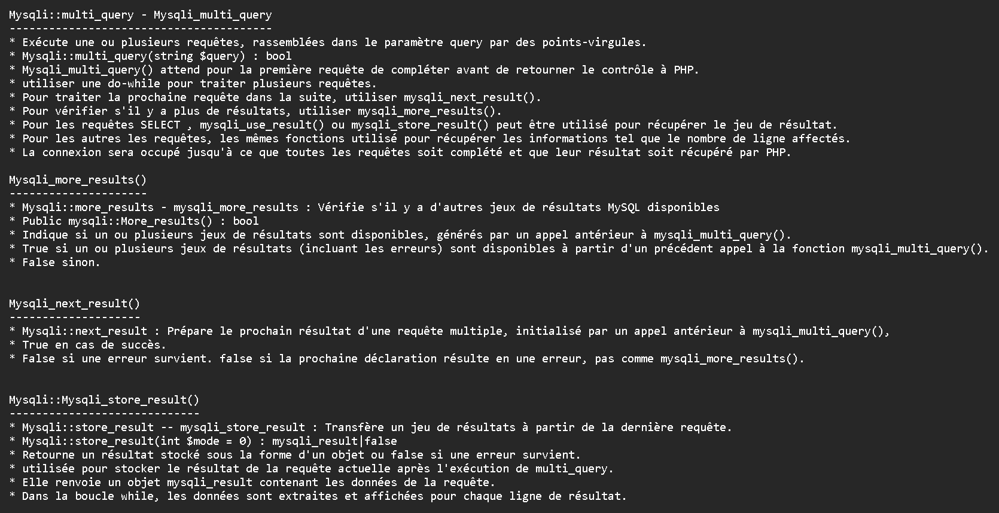 Mysqli::multi_query - Mysqli_multi_query
----------------------------------------
* Exécute une ou plusieurs requêtes, rassemblées dans le paramètre query par des points-virgules.
* Mysqli::multi_query(string $query) : bool
* Mysqli_multi_query() attend pour la première requête de compléter avant de retourner le contrôle à PHP.
* utiliser une do-while pour traiter plusieurs requêtes.
* Pour traiter la prochaine requête dans la suite, utiliser mysqli_next_result().
* Pour vérifier s'il y a plus de résultats, utiliser mysqli_more_results().
* Pour les requêtes SELECT , mysqli_use_result() ou mysqli_store_result() peut être utilisé pour récupérer le jeu de résultat.
* Pour les autres les requêtes, les mêmes fonctions utilisé pour récupérer les informations tel que le nombre de ligne affectés.
* La connexion sera occupé jusqu'à ce que toutes les requêtes soit complété et que leur résultat soit récupéré par PHP.
Mysqli_more_results()
---------------------
* Mysqli::more_results - mysqli_more_results : Vérifie s'il y a d'autres jeux de résultats MySQL disponibles
* Public mysqli::More_results() : bool
* Indique si un ou plusieurs jeux de résultats sont disponibles, générés par un appel antérieur à mysqli_multi_query().
* True si un ou plusieurs jeux de résultats (incluant les erreurs) sont disponibles à partir d'un précédent appel à la fonction mysqli_multi_query().
* False sinon.
Mysqli_next_result()
--------------------
* Mysqli::next_result : Prépare le prochain résultat d'une requête multiple, initialisé par un appel antérieur à mysqli_multi_query(),
* True en cas de succès.
* False si une erreur survient. false si la prochaine déclaration résulte en une erreur, pas comme mysqli_more_results().
Mysqli::Mysqli_store_result()
-----------------------------
* Mysqli::store_result -- mysqli_store_result : Transfère un jeu de résultats à partir de la dernière requête.
* Mysqli::store_result(int $mode = 0) : mysqli_result|false
* Retourne un résultat stocké sous la forme d'un objet ou false si une erreur survient.
* utilisée pour stocker le résultat de la requête actuelle après l'exécution de multi_query.
* Elle renvoie un objet mysqli_result contenant les données de la requête.
* Dans la boucle while, les données sont extraites et affichées pour chaque ligne de résultat.